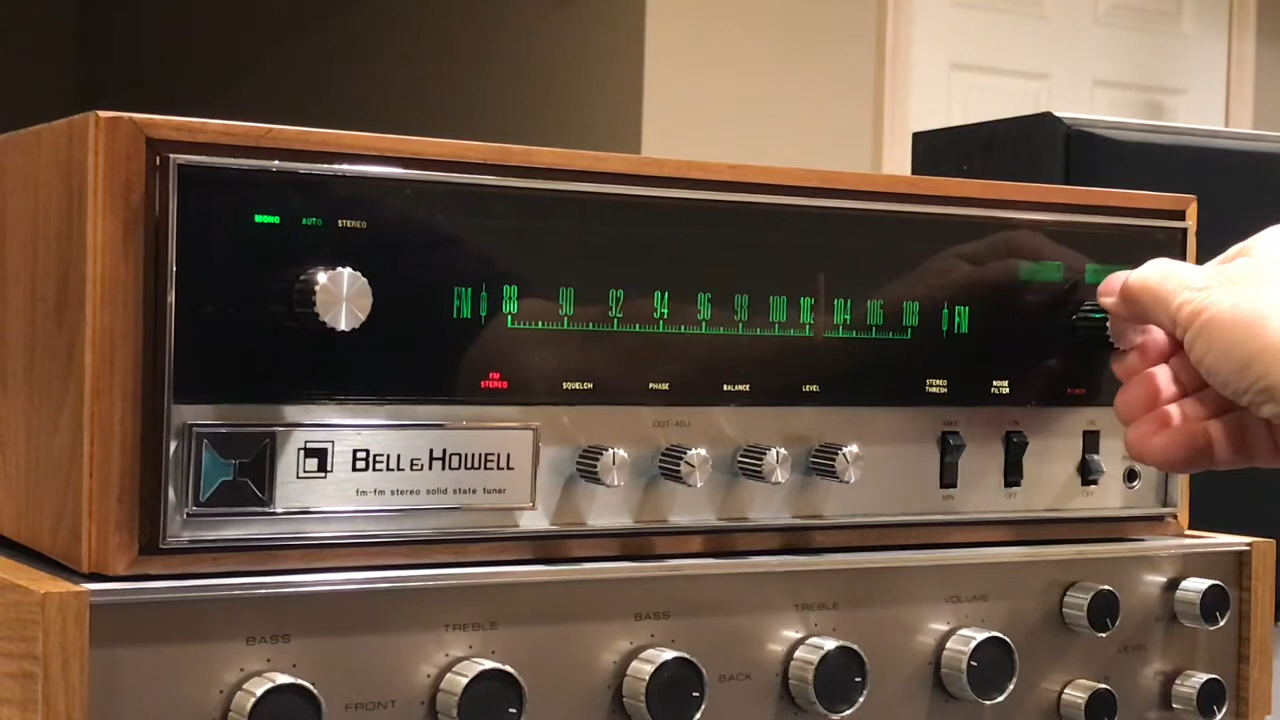 MONO AUTO STEREO
FM 88 90 92 94 96 98 100 102 104 106 108 FM
FM STEREO
SQUELCH
PHASE
BALANCE
LEVEL
STEREO THRESH
NOISE FILTER
POWER
OUT-ADJ
MAX
ON
ON
BELL & HOWELL
fm-fm stereo solid state tuner
MIN
OFF
OFF
BASS
TREBLE
BASS
TREBLE
VOLUME
LEVEL
FRONT
BACK